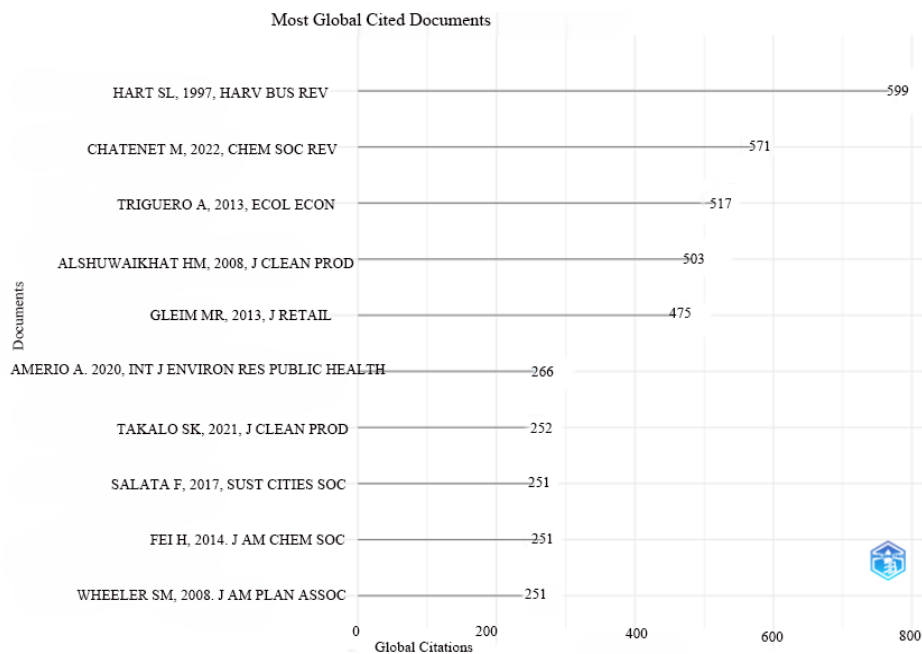 Most Global Cited Documents
HART SL, 1997, HARV BUS REV 599
CHATENET M, 2022, CHEM SOC REV 571
TRIGUERO A, 2013, ECOL ECON 517
ALSHUWAIKHAT HM, 2008, J CLEAN PROD 503
GLEIM MR, 2013, J RETAIL 475
AMERIO A. 2020, INT J ENVIRON RES PUBLIC HEALTH 266
TAKALO SK, 2021, J CLEAN PROD 252
SALATA F, 2017, SUST CITIES SOC 251
FEI H, 2014. J AM CHEM SOC 251
WHEELER SM, 2008. J AM PLAN ASSOC 251
Documents
0 200 400 600 800
Global Citations